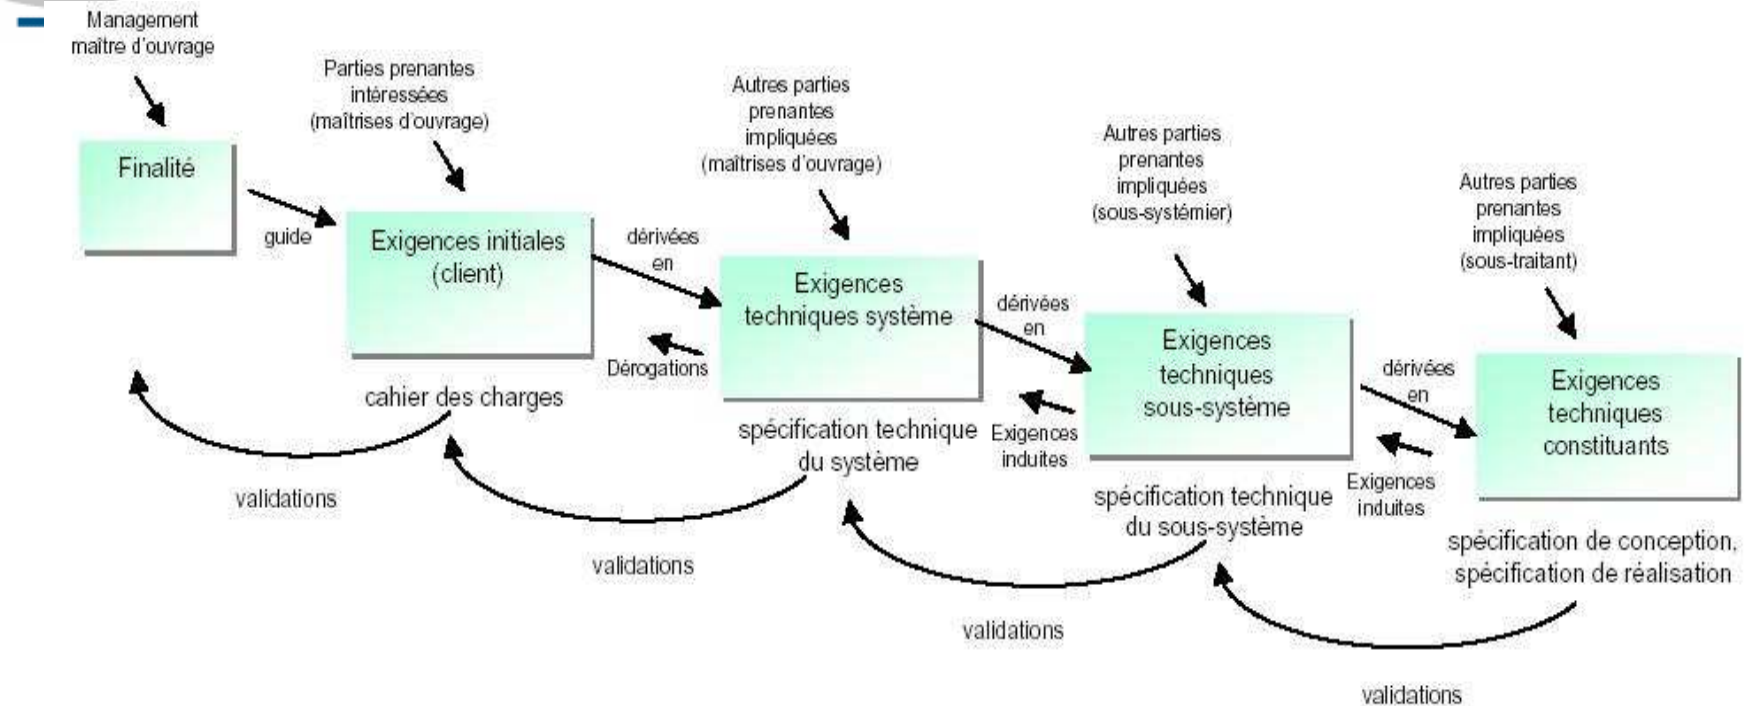 Management
maître d'ouvrage
Parties prenantes
intéressées
(maîtrises d'ouvrage)
Autres parties
prenantes
impliquées
(maîtrises d'ouvrage)
Autres parties
prenantes
impliquées
(sous-systémier)
Autres parties
prenantes
impliquées
(sous-traitant)
Finalité
guide
Exigences initiales
(client)
dérivées
en
Exigences
techniques système
dérivées
en
Exigences
techniques
sous-système
dérivées
en
Exigences
techniques
constituants
Dérogations
Exigences
induites
Exigences
induites
cahier des charges
spécification technique
du système
spécification technique
du sous-système
spécification de conception,
spécification de réalisation
validations
validations
validations
validations